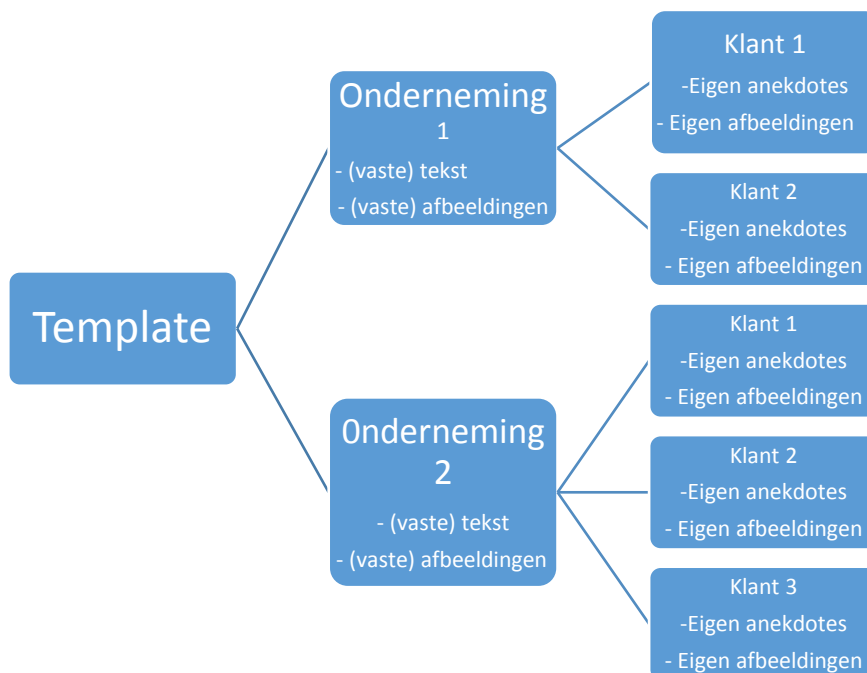 Template
Onderneming
1
- (vaste) tekst
- (vaste) afbeeldingen
Klant 1
-Eigen anekdotes
- Eigen afbeeldingen
Klant 2
-Eigen anekdotes
- Eigen afbeeldingen
0nderneming
2
- (vaste) tekst
- (vaste) afbeeldingen
Klant 1
-Eigen anekdotes
- Eigen afbeeldingen
Klant 2
-Eigen anekdotes
- Eigen afbeeldingen
Klant 3
-Eigen anekdotes
- Eigen afbeeldingen